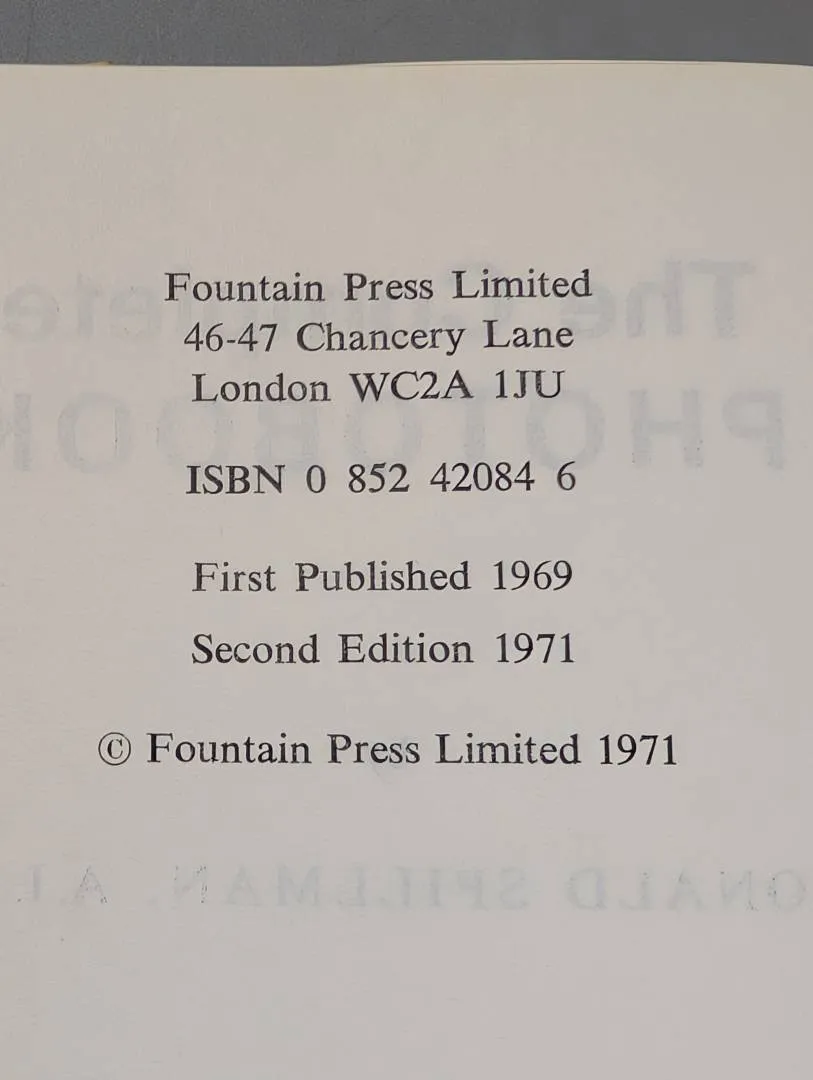 Fountain Press Limited
46-47 Chancery Lane
London WC2A 1JU
ISBN 0 852 42084 6
First Published 1969
Second Edition 1971
© Fountain Press Limited 1971